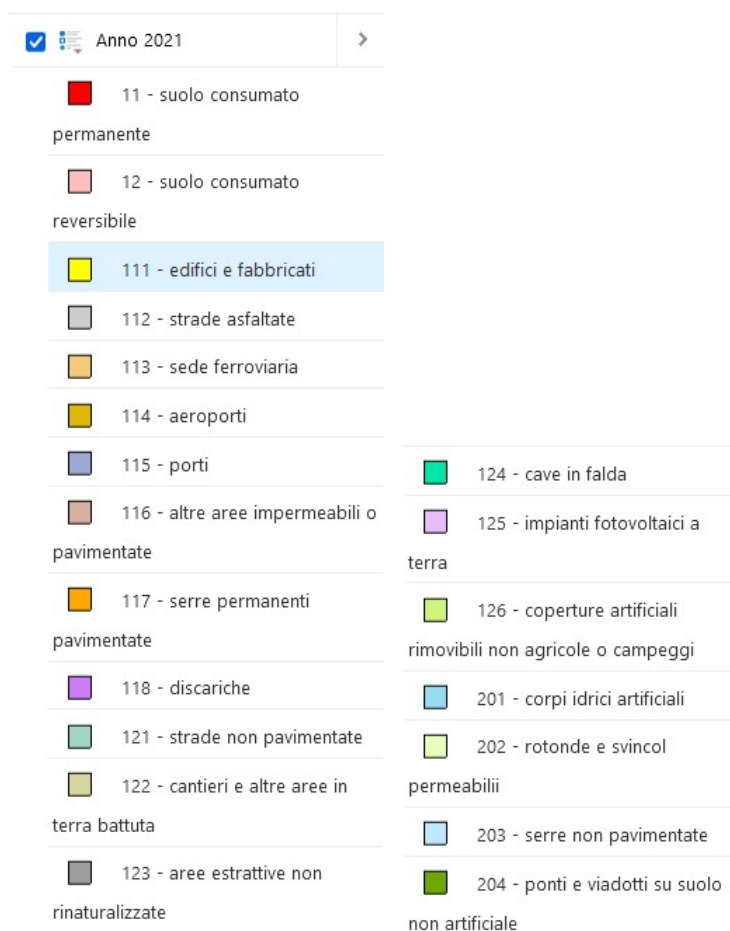 Anno 2021
11 - suolo consumato
permanente
12 - suolo consumato
reversibile
111 - edifici e fabbricati
112 - strade asfaltate
113 - sede ferroviaria
114 - aeroporti
115 - porti
116 - altre aree impermeabili o
pavimentate
117 - serre permanenti
pavimentate
118 - discariche
121 - strade non pavimentate
122 - cantieri e altre aree in
terra battuta
123 - aree estrattive non
rinaturalizzate
124 - cave in falda
125 - impianti fotovoltaici a
terra
126 - coperture artificiali
rimovibili non agricole o campeggi
201 - corpi idrici artificiali
202 - rotonde e svincol
permeabilii
203 - serre non pavimentate
204 - ponti e viadotti su suolo
non artificiale